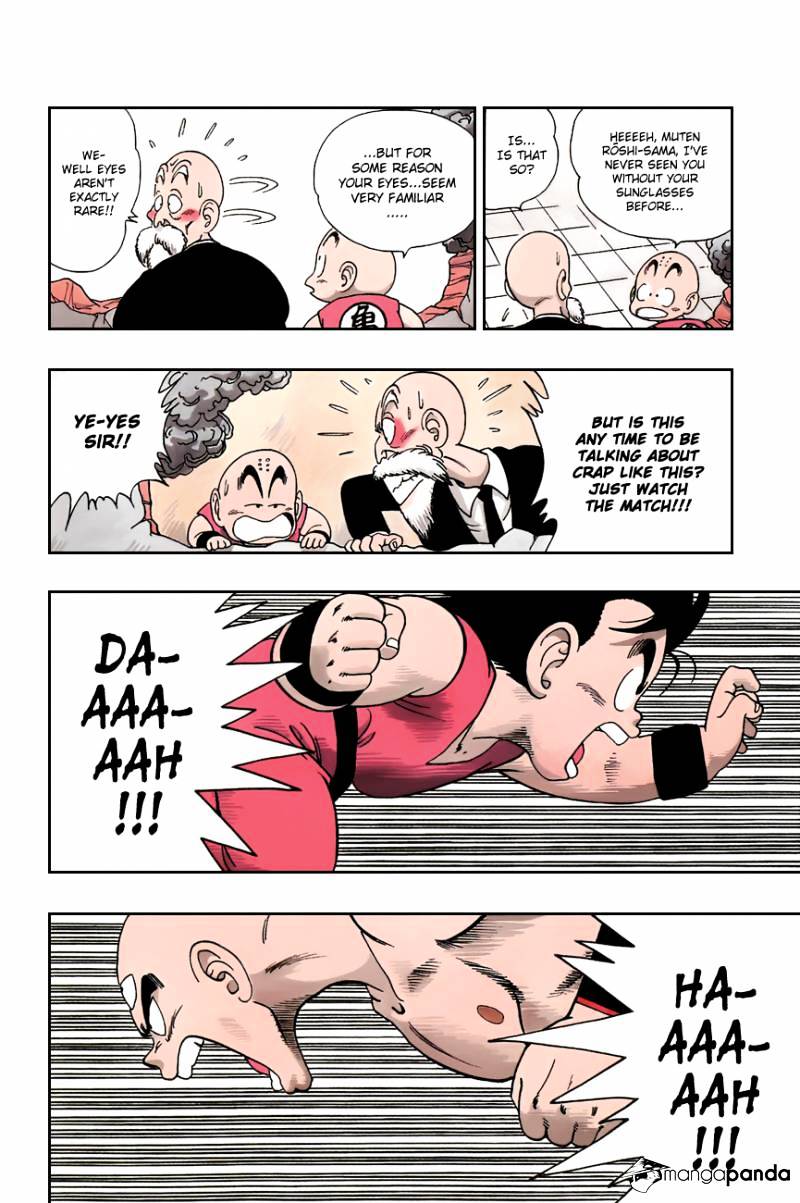 HEEEEH, MUTEN
RŌSHI-SAMA, I'VE
NEVER SEEN YOU
WITHOUT YOUR
SUNGLASSES
BEFORE...
IS...
IS THAT
SO?
...BUT FOR
SOME REASON
YOUR EYES...SEEM
VERY FAMILIAR
.....
WE-
WELL EYES
AREN'T
EXACTLY
RARE!!
亀
BUT IS THIS
ANY TIME TO BE
TALKING ABOUT
CRAP LIKE THIS?
JUST WATCH
THE MATCH!!!
YE-YES
SIR!!
DA-
AAA-
AAH
!!!
HA-
AAA-
AAH
!!!
mangapanda